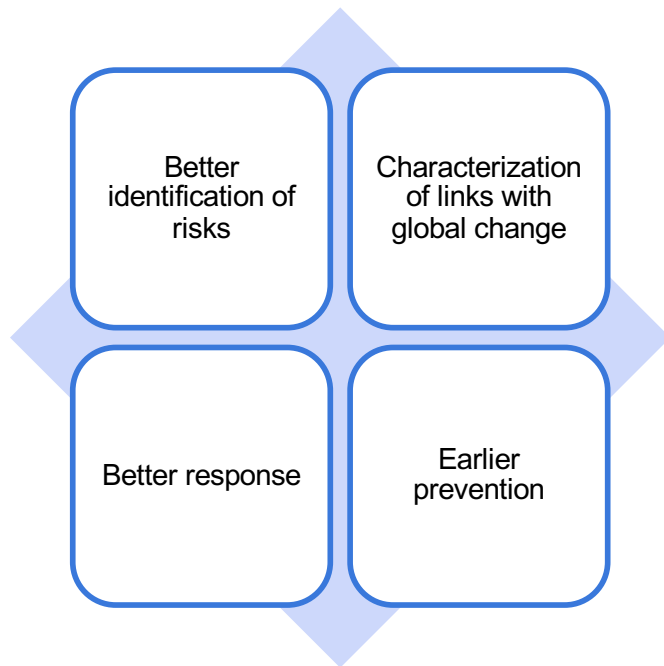 Better
identification of
risks
Characterization
of links with
global change
Better response
Earlier
prevention